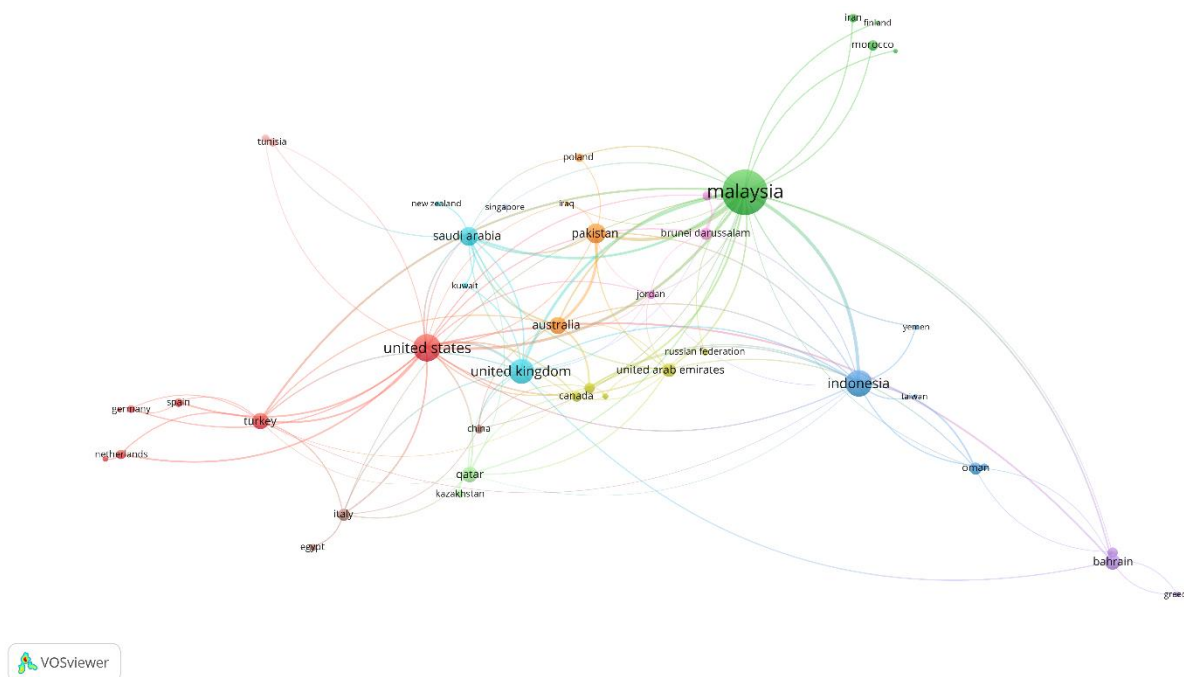 iran
finland
morocco
tunisia
poland
malaysia
new zealand
singapore
iraq
saudi arabia
pakistan
brunei darussalam
kuwait
jordan
australia
yemen
united states
russian federation
united kingdom
united arab emirates
indonesia
canada
taiwan
germany
spain
turkey
china
netherlands
qatar
oman
kazakhstan
italy
egypt
bahrain
greec
VOSviewer